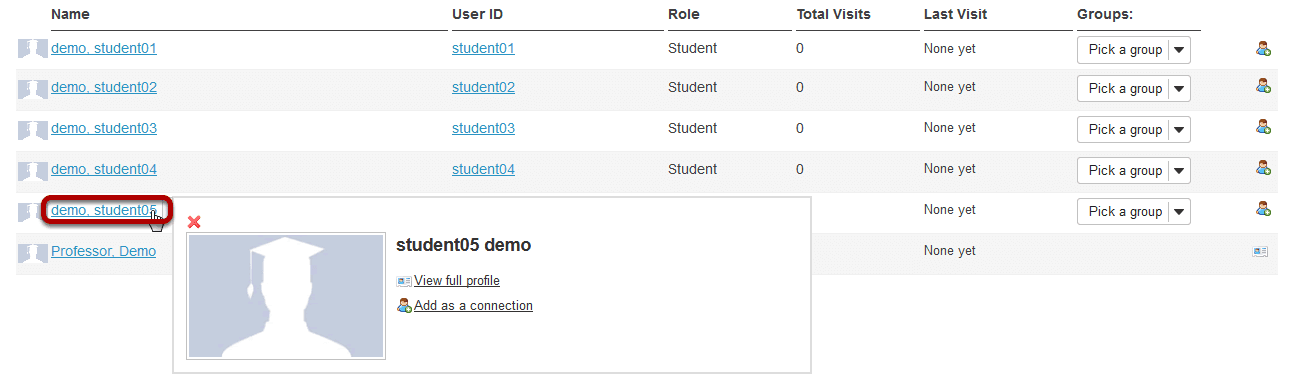 Name User ID Role Total Visits Last Visit Groups:
demo, student01 student01 Student 0 None yet Pick a group
demo, student02 student02 Student 0 None yet Pick a group
demo, student03 student03 Student 0 None yet Pick a group
demo, student04 student04 Student 0 None yet Pick a group
demo, student05 None yet Pick a group
Professor, Demo None yet
student05 demo
View full profile
Add as a connection